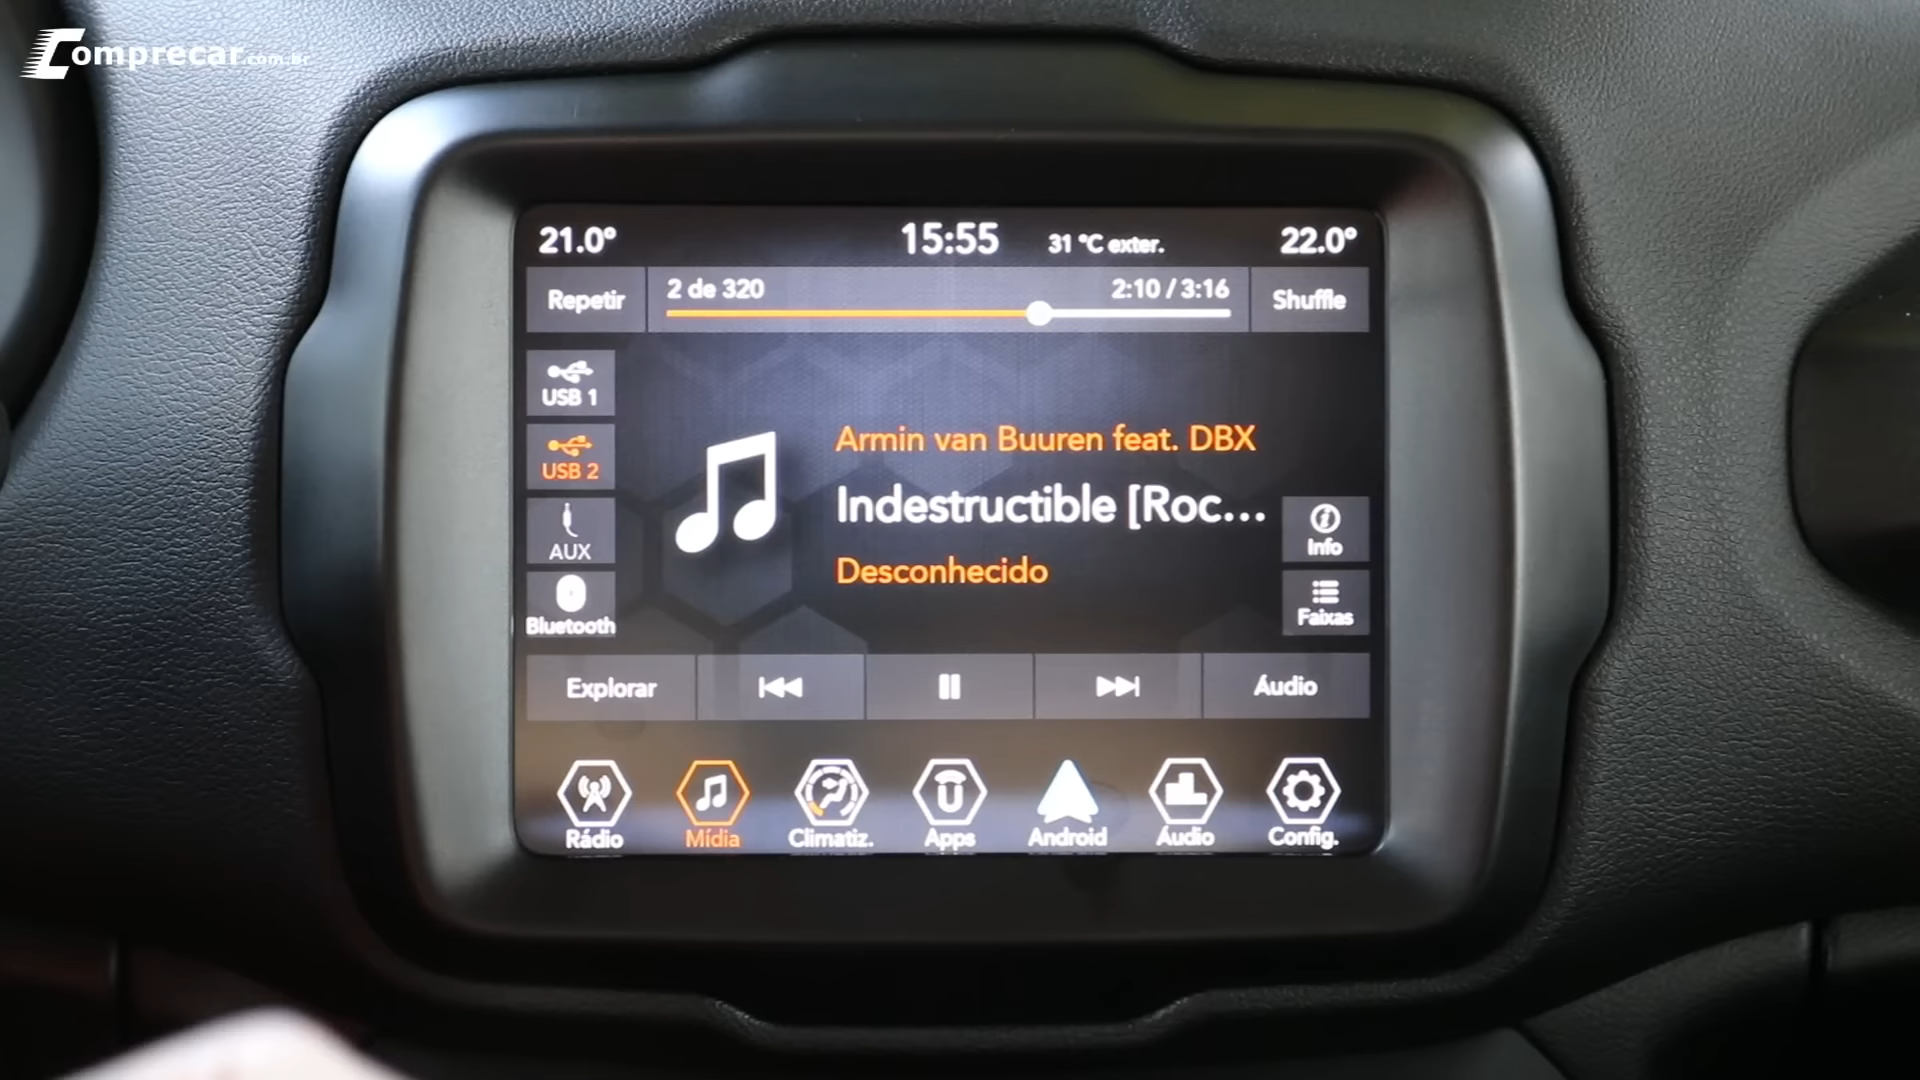 Comprecar.com.br
21.0°
15:55
31 °C exter.
22.0°
Repetir
2 de 320
2:10 / 3:16
Shuffle
USB 1
USB 2
AUX
Bluetooth
Armin van Buuren feat. DBX
Indestructible [Roc...
Desconhecido
Info
Faixas
Explorar
Áudio
Rádio
Mídia
Climatiz.
Apps
Android
Áudio
Config.